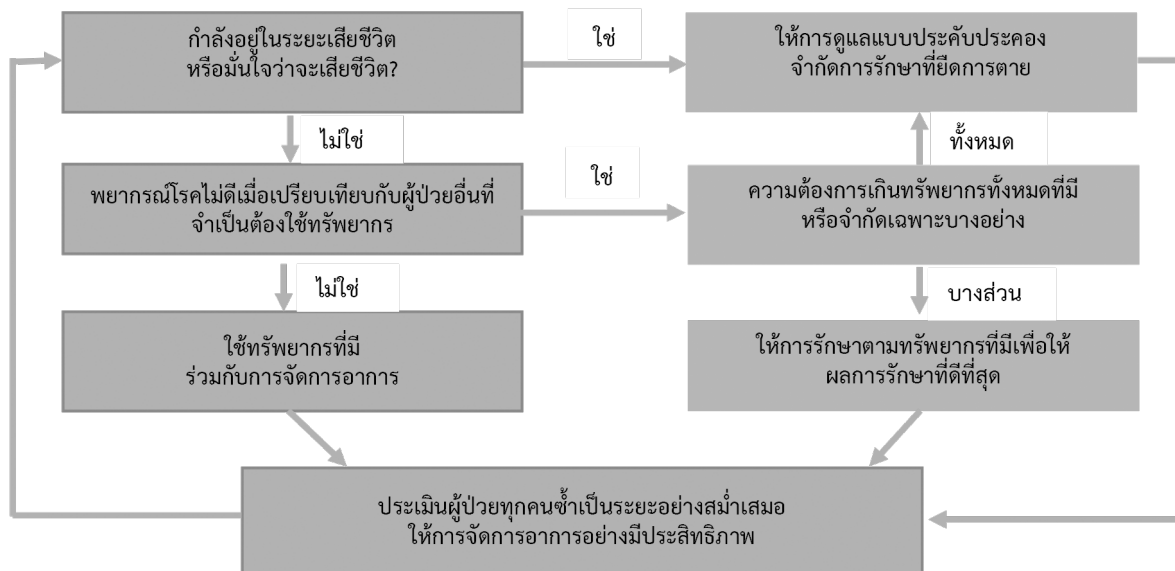 กำลังอยู่ในระยะเสียชีวิต
หรือมั่นใจว่าจะเสียชีวิต?
ใช่
ให้การดูแลแบบประคับประคอง
จำกัดการรักษาที่ยืดการตาย
ไม่ใช่
ทั้งหมด
พยากรณ์โรคไม่ดีเมื่อเปรียบเทียบกับผู้ป่วยอื่นที่
จำเป็นต้องใช้ทรัพยากร
ใช่
ความต้องการเกินทรัพยากรทั้งหมดที่มี
หรือจำกัดเฉพาะบางอย่าง
ไม่ใช่
บางส่วน
ใช้ทรัพยากรที่มี
ร่วมกับการจัดการอาการ
ให้การรักษาตามทรัพยากรที่มีเพื่อให้
ผลการรักษาที่ดีที่สุด
ประเมินผู้ป่วยทุกคนซ้ำเป็นระยะอย่างสม่ำเสมอ
ให้การจัดการอาการอย่างมีประสิทธิภาพ